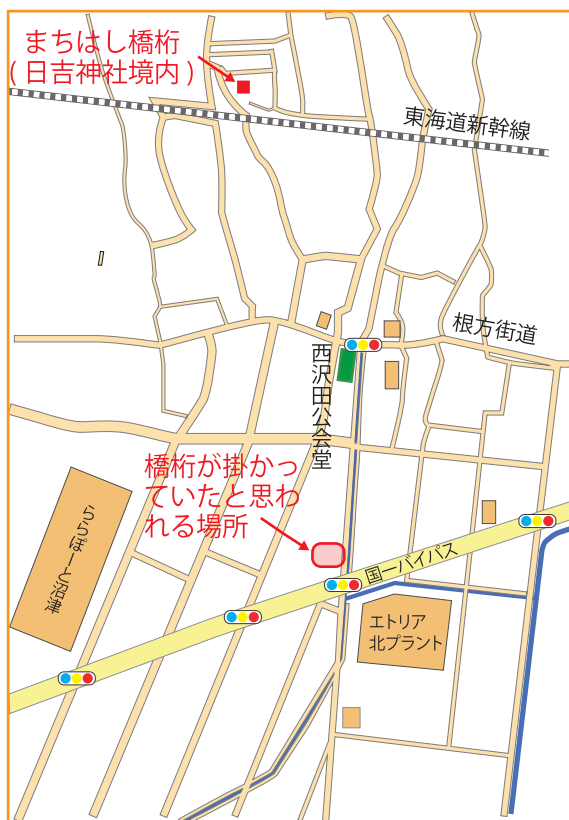 まちはし橋桁
(日吉神社境内)
東海道新幹線
根方街道
西沢田公会堂
橋桁が掛かっ
ていたと思わ
れる場所
ららぽーと沼津
国一バイパス
エトリア
北プラント